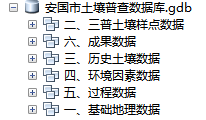 安国市土壤普查数据库.gdb
二、三普土壤样点数据
六、成果数据
三、历史土壤数据
四、环境因素数据
五、过程数据
一、基础地理数据